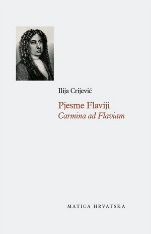 Ilija Crijević
Pjesme Flaviji
Carmina ad Flaviam
MATICA HRVATSKA